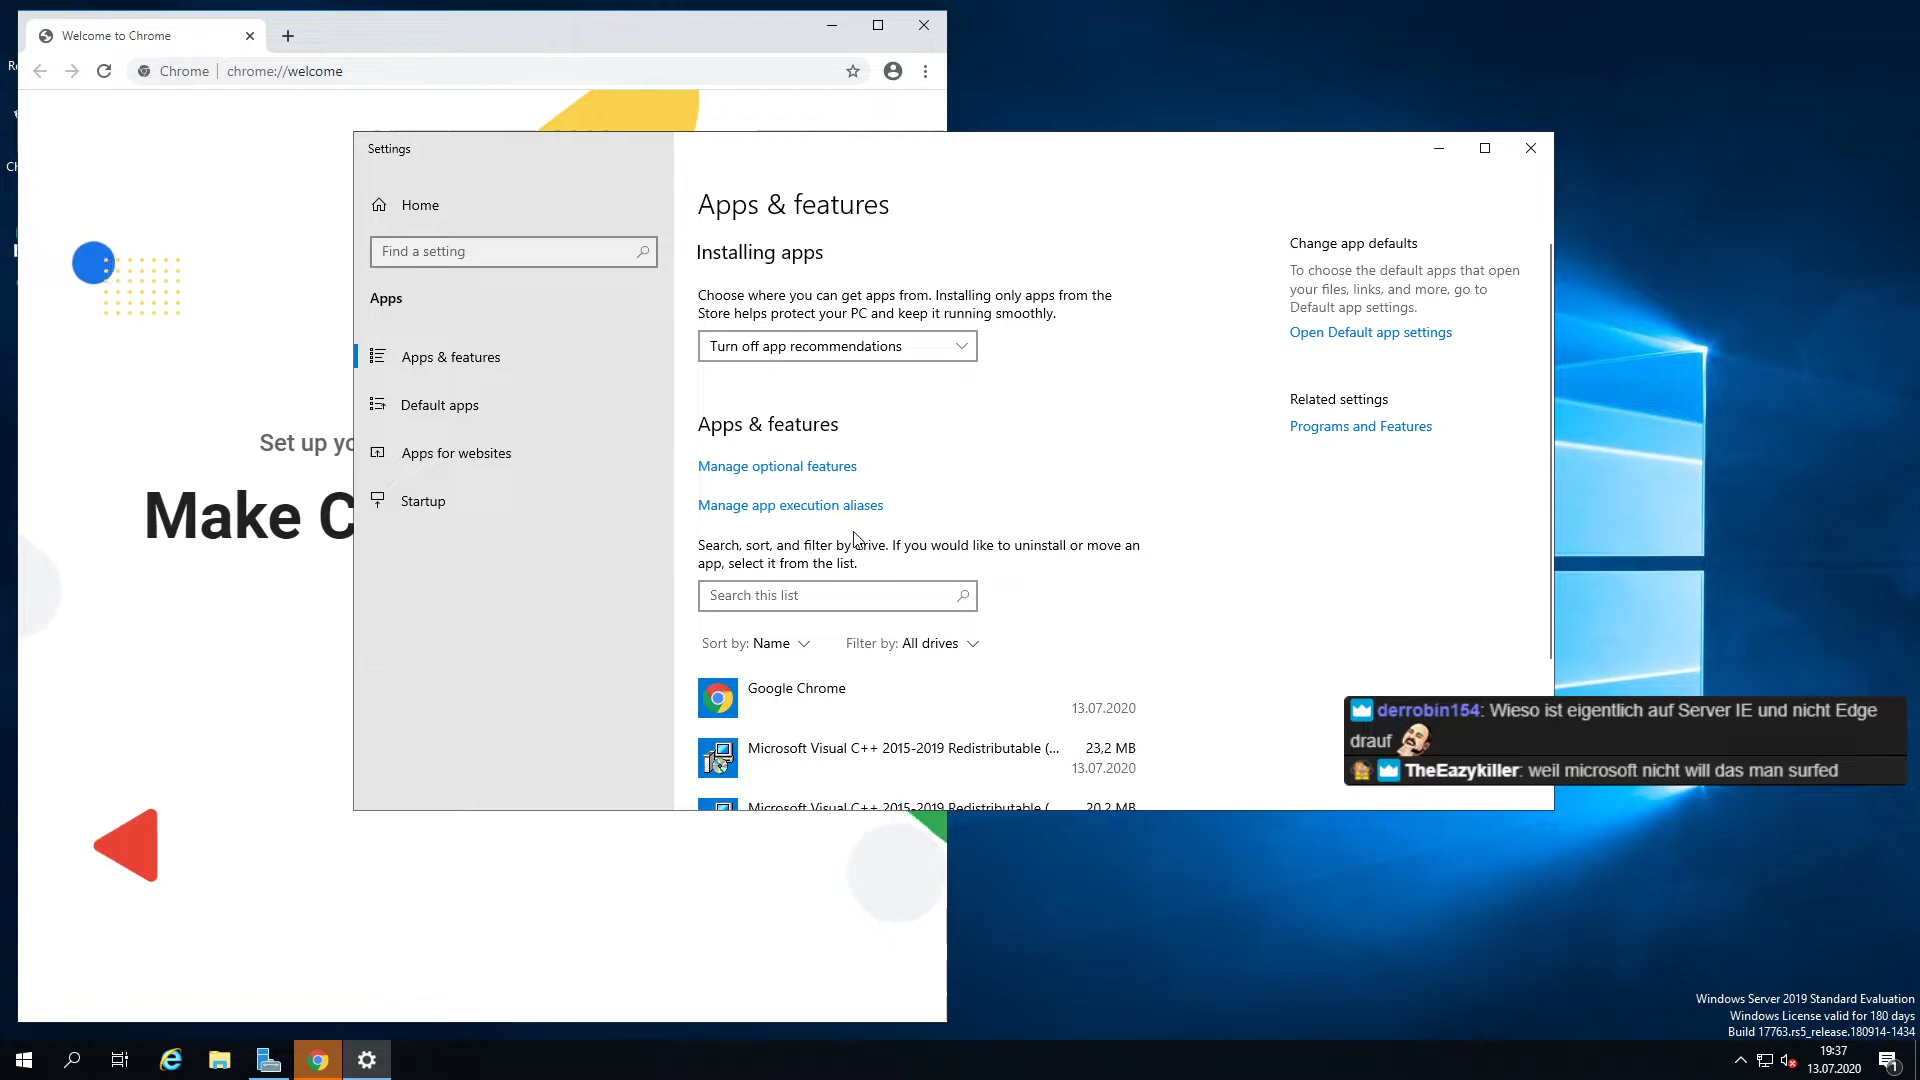 Welcome to Chrome
Chrome
chrome://welcome
Set up yo
Make C
Settings
Home
Find a setting
Apps
Apps & features
Default apps
Apps for websites
Startup
Apps & features
Installing apps
Choose where you can get apps from. Installing only apps from the
Store helps protect your PC and keep it running smoothly.
Turn off app recommendations
Apps & features
Manage optional features
Manage app execution aliases
Search, sort, and filter by drive. If you would like to uninstall or move an
app, select it from the list.
Search this list
Sort by: Name
Filter by: All drives
Google Chrome
13.07.2020
Microsoft Visual C++ 2015-2019 Redistributable (...
23,2 MB
13.07.2020
Microsoft Visual C++ 2015-2019 Redistributable (
20,2 MB
Change app defaults
To choose the default apps that open
your files, links, and more, go to
Default app settings.
Open Default app settings
Related settings
Programs and Features
derrobin154: Wieso ist eigentlich auf Server IE und nicht Edge
drauf
TheEazykiller: weil microsoft nicht will das man surfed
Windows Server 2019 Standard Evaluation
Windows License valid for 180 days
Build 17763.rs5_release.180914-1434
19:37
13.07.2020
1